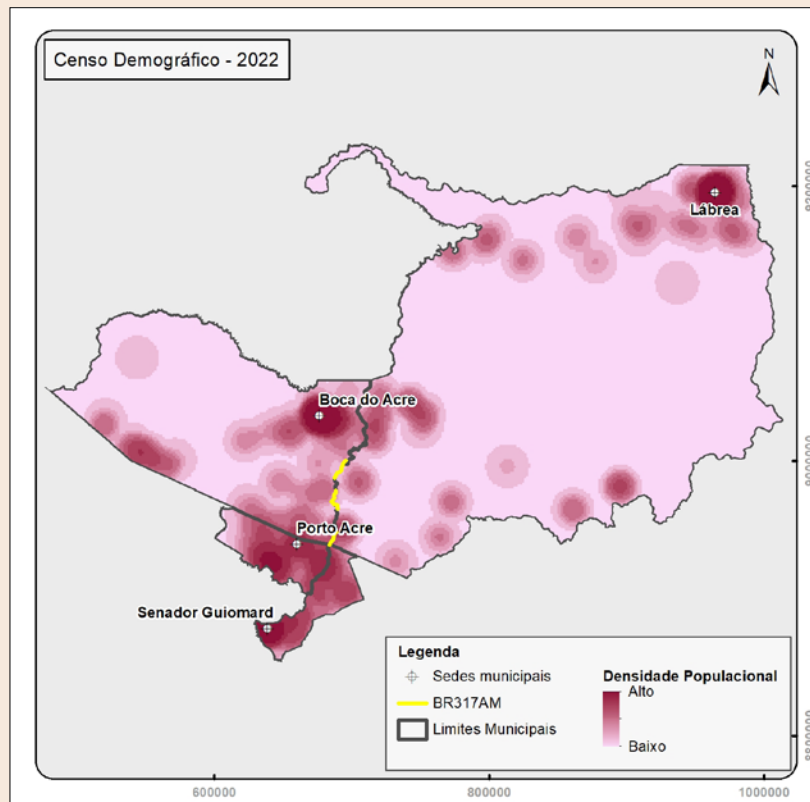 Censo Demográfico - 2022
N
Lábrea
Boca do Acre
Porto Acre
Senador Guiomard
Legenda
Sedes municipais
BR317AM
Limites Municipais
Densidade Populacional
Alto
Baixo
600000
800000
1000000